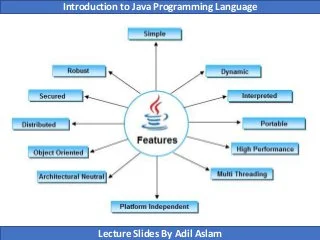 Introduction to Java Programming Language
Simple
Robust
Dynamic
Secured
Interpreted
Distributed
Portable
Features
Object Oriented
High Performance
Architectural Neutral
Multi Threading
Platform Independent
Lecture Slides By Adil Aslam